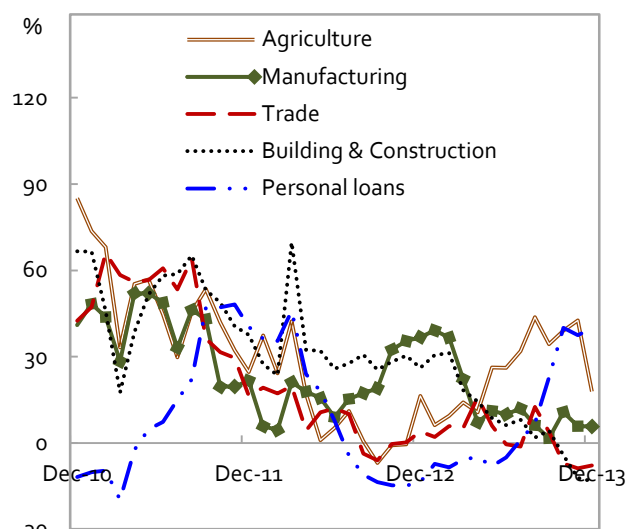 %
Agriculture
Manufacturing
Trade
Building & Construction
Personal loans
120
90
60
30
0
Dec-10 Dec-11 Dec-12 Dec-13